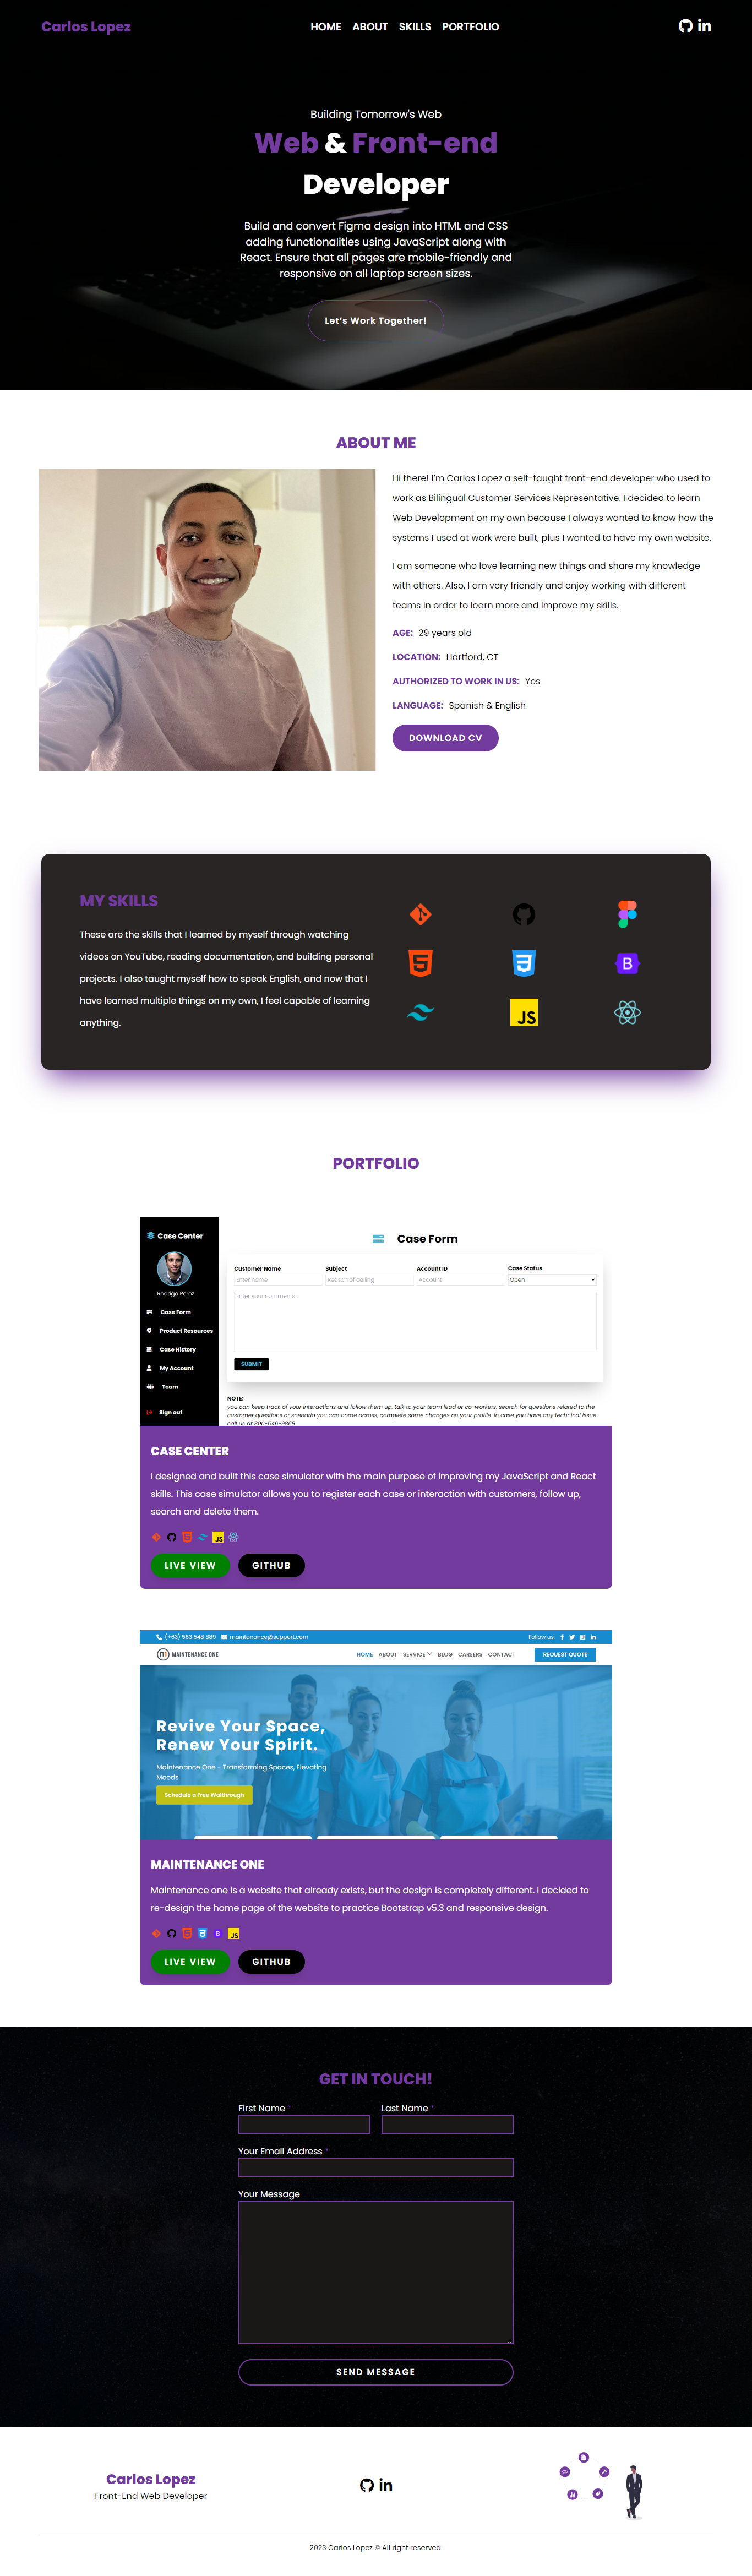 Carlos Lopez
HOME ABOUT SKILLS PORTFOLIO
Building Tomorrow's Web
Web & Front-end
Developer
Build and convert Figma design into HTML and CSS
adding functionalities using JavaScript along with
React. Ensure that all pages are mobile-friendly and
responsive on all laptop screen sizes.
Let's Work Together!
ABOUT ME
Hi there! I'm Carlos Lopez a self-taught front-end developer who used to
work as Bilingual Customer Services Representative. I decided to learn
Web Development on my own because I always wanted to know how the
systems I used at work were built, plus I wanted to have my own website.
I am someone who love learning new things and share my knowledge
with others. Also, I am very friendly and enjoy working with different
teams in order to learn more and improve my skills.
AGE: 29 years old
LOCATION: Hartford, CT
AUTHORIZED TO WORK IN US: Yes
LANGUAGE: Spanish & English
DOWNLOAD CV
MY SKILLS
These are the skills that I learned by myself through watching
videos on YouTube, reading documentation, and building personal
projects. I also taught myself how to speak English, and now that I
have learned multiple things on my own, I feel capable of learning
anything.
B
JS
PORTFOLIO
Case Center
Rodrigo Perez
Case Form
Product Resources
Case History
My Account
Team
Sign out
Case Form
Customer Name Subject Account ID Case Status
Enter name Reason of calling Account Open
Enter your comments ...
SUBMIT
NOTE:
you can keep track of your interactions and follow them up, talk to your team lead or co-workers, search for questions related to the
customer questions or scenario you can come across, complete some changes on your profile. In case you have any technical issue
call us at 800-546-9868
CASE CENTER
I designed and built this case simulator with the main purpose of improving my JavaScript and React
skills. This case simulator allows you to register each case or interaction with customers, follow up,
search and delete them.
JS
LIVE VIEW GITHUB
(+63) 563 548 669 maintanance@support.com Follow us:
MAINTENANCE ONE HOME ABOUT SERVICE BLOG CAREERS CONTACT REQUEST QUOTE
Revive Your Space,
Renew Your Spirit.
Maintenance One - Transforming Spaces, Elevating
Moods
Schedule a Free Walkthrough
MAINTENANCE ONE
Maintenance one is a website that already exists, but the design is completely different. I decided to
re-design the home page of the website to practice Bootstrap v5.3 and responsive design.
B JS
LIVE VIEW GITHUB
GET IN TOUCH!
First Name * Last Name *
Your Email Address *
Your Message
SEND MESSAGE
Carlos Lopez
Front-End Web Developer
2023 Carlos Lopez © All right reserved.